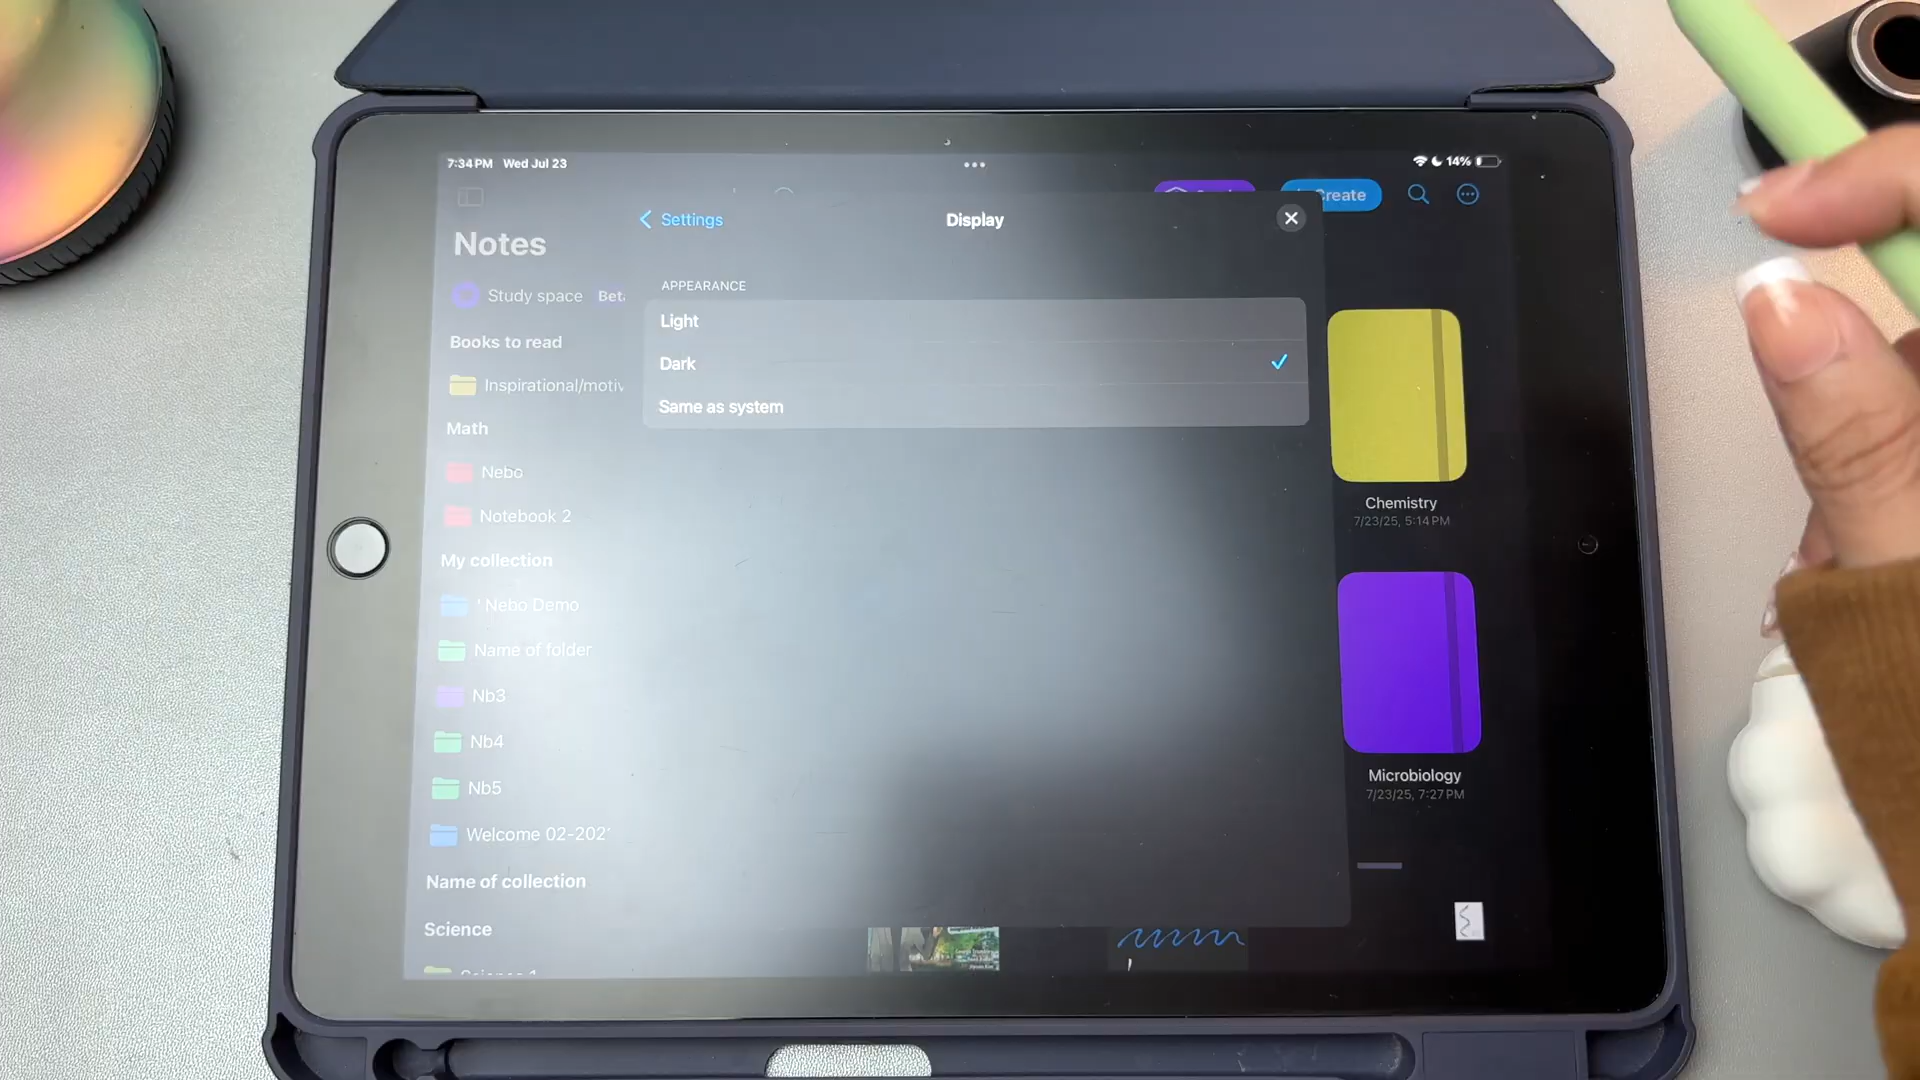 7:34 PM Wed Jul 23
14%
Create
Settings
Display
Notes
Study space
APPEARANCE
Light
Dark
Same as system
Books to read
Inspirational/motiv
Math
Nebo
Notebook 2
My collection
' Nebo Demo
Name of folder
Nb3
Nb4
Nb5
Welcome 02-202
Name of collection
Science
Chemistry
7/23/25, 5:14 PM
Microbiology
7/23/25, 7:27 PM